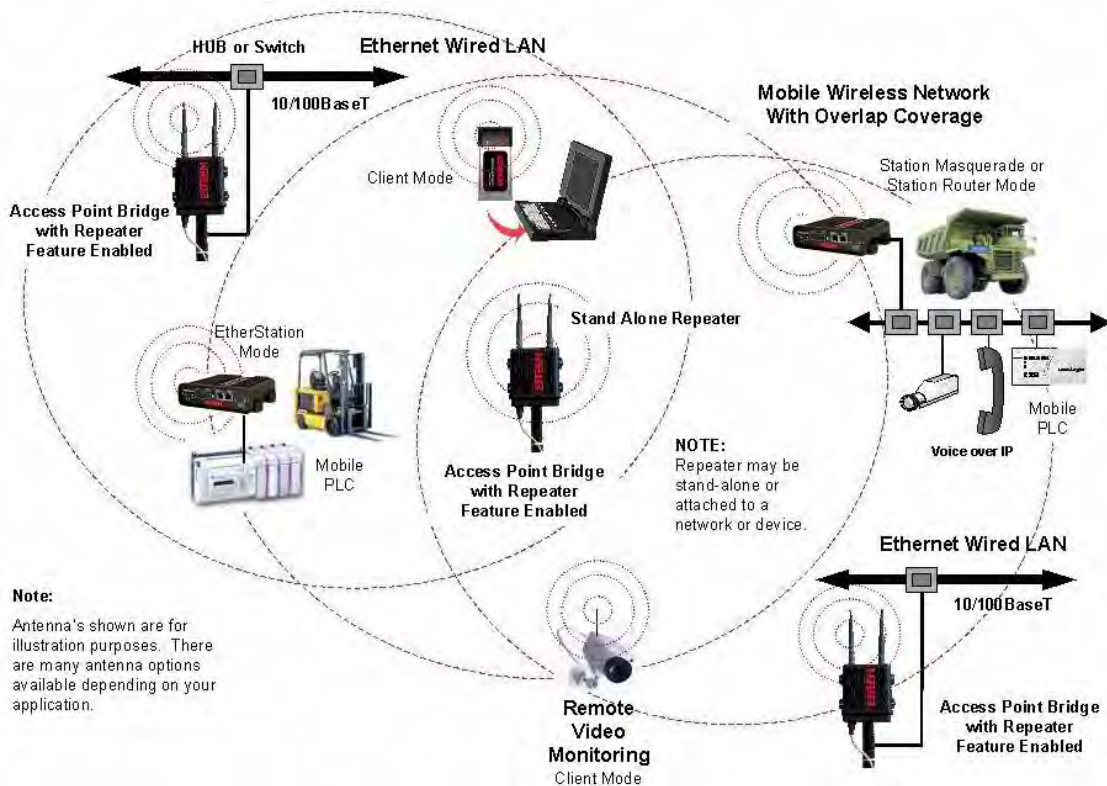 HUB or Switch
Ethernet Wired LAN
10/100BaseT
Mobile Wireless Network
With Overlap Coverage
Client Mode
Station Masquerade or
Station Router Mode
Access Point Bridge
with Repeater
Feature Enabled
ESTEEM
Stand Alone Repeater
EtherStation
Mode
ESTEEM
Mobile
PLC
Mobile
PLC
Voice over IP
Access Point Bridge
with Repeater
Feature Enabled
NOTE:
Repeater may be
stand-alone or
attached to a
network or device.
Ethernet Wired LAN
10/100BaseT
Note:
Antenna's shown are for
illustration purposes. There
are many antenna options
available depending on your
application.
ESTEEM
Remote
Video
Monitoring
Client Mode
Access Point Bridge
with Repeater
Feature Enabled